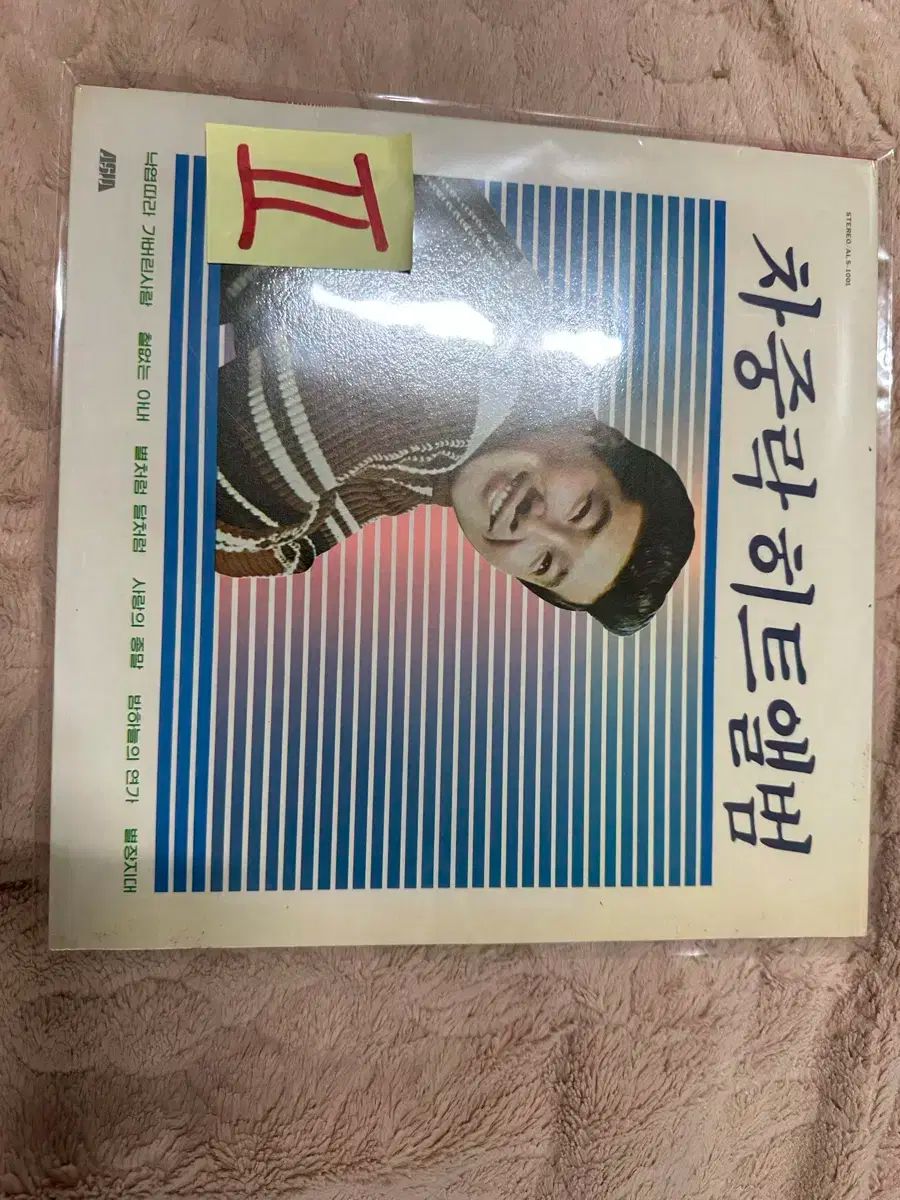 STEREO/ALS-1001
차중락 히트앨범
II
낙엽따라 가버린사람 철없는 아내 별처럼 달처럼 사랑의 종말 밤하늘의 연가 별장지대
ASIA